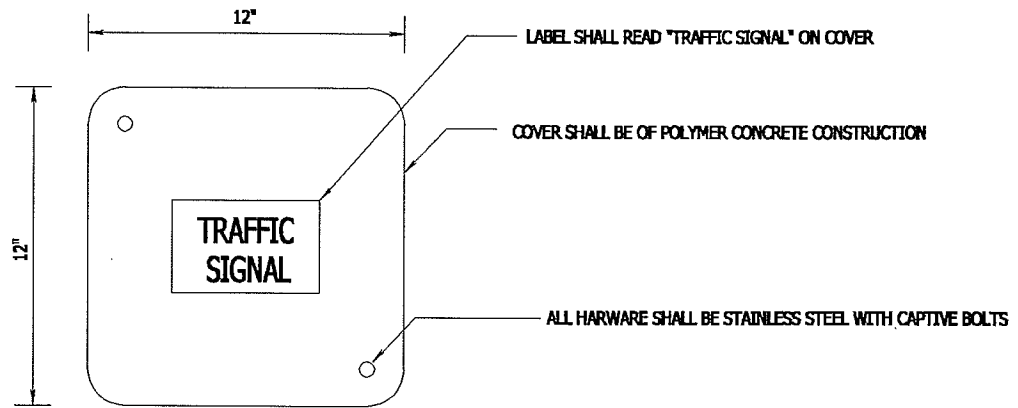 12"
LABEL SHALL READ "TRAFFIC SIGNAL" ON COVER
COVER SHALL BE OF POLYMER CONCRETE CONSTRUCTION
12"
TRAFFIC
SIGNAL
ALL HARWARE SHALL BE STAINLESS STEEL WITH CAPTIVE BOLTS